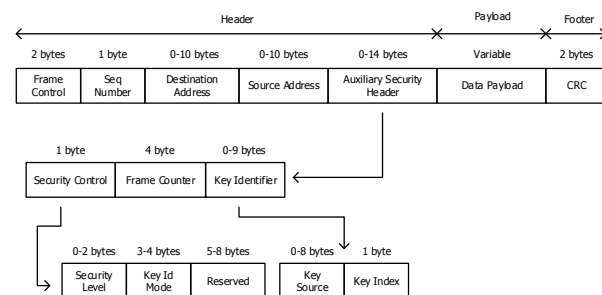 Header Payload Footer
2 bytes 1 byte 0-10 bytes 0-10 bytes 0-14 bytes Variable 2 bytes
Frame Control
Seq Number
Destination Address
Source Address
Auxiliary Security Header
Data Payload
CRC
1 byte 4 byte 0-9 bytes
Security Control Frame Counter Key Identifier
0-2 bytes 3-4 bytes 5-8 bytes 0-8 bytes 1 byte
Security Level
Key Id Mode
Reserved
Key Source
Key Index